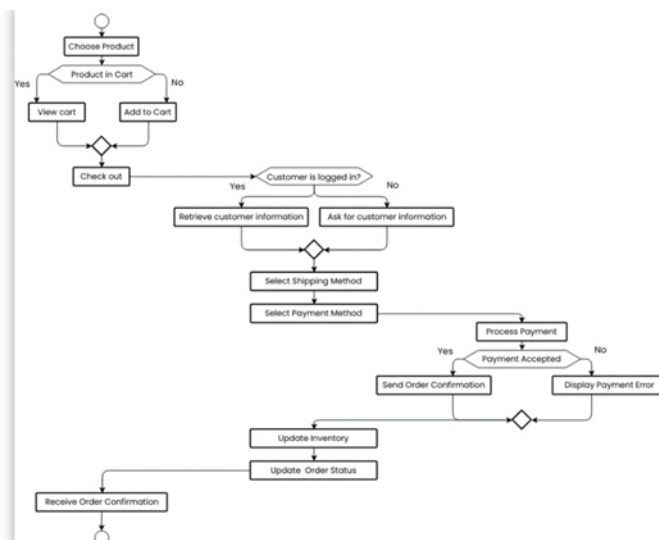 Choose Product
Product in Cart
Yes
No
View cart
Add to Cart
Check out
Customer is logged in?
Yes
No
Retrieve customer information
Ask for customer information
Select Shipping Method
Select Payment Method
Process Payment
Yes
No
Payment Accepted
Send Order Confirmation
Display Payment Error
Update Inventory
Update Order Status
Receive Order Confirmation